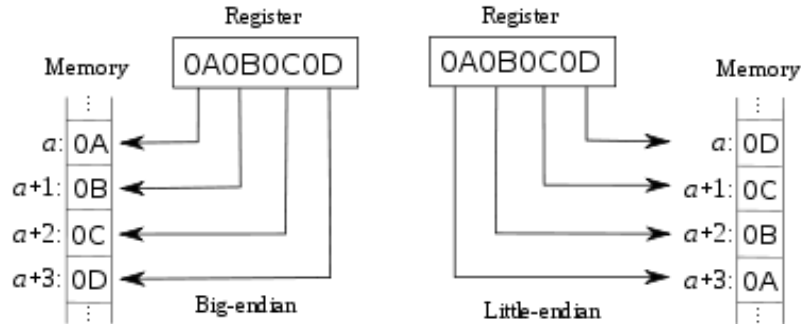 Register
0A0B0C0D
Memory
⋮
a: 0A
a+1: 0B
a+2: 0C
a+3: 0D
⋮
Big-endian
Register
0A0B0C0D
Memory
⋮
a: 0D
a+1: 0C
a+2: 0B
a+3: 0A
⋮
Little-endian